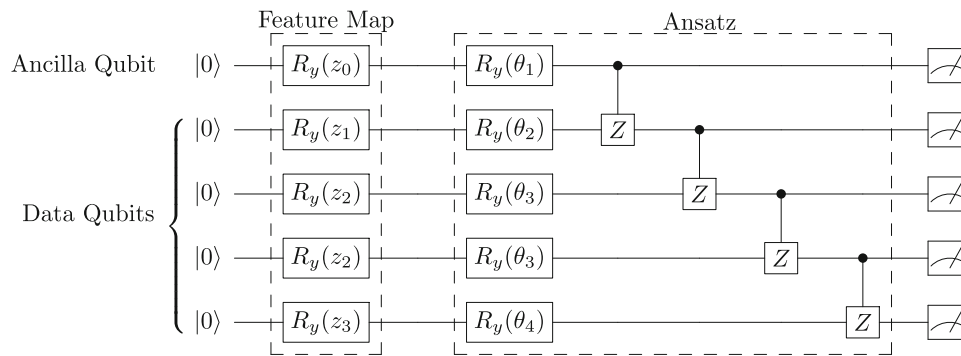 Feature Map Ansatz
Ancilla Qubit |0⟩ R_y(z_0) R_y(θ_1)
|0⟩ R_y(z_1) R_y(θ_2) Z
|0⟩ R_y(z_2) R_y(θ_3) Z
Data Qubits
|0⟩ R_y(z_2) R_y(θ_3) Z
|0⟩ R_y(z_3) R_y(θ_4) Z